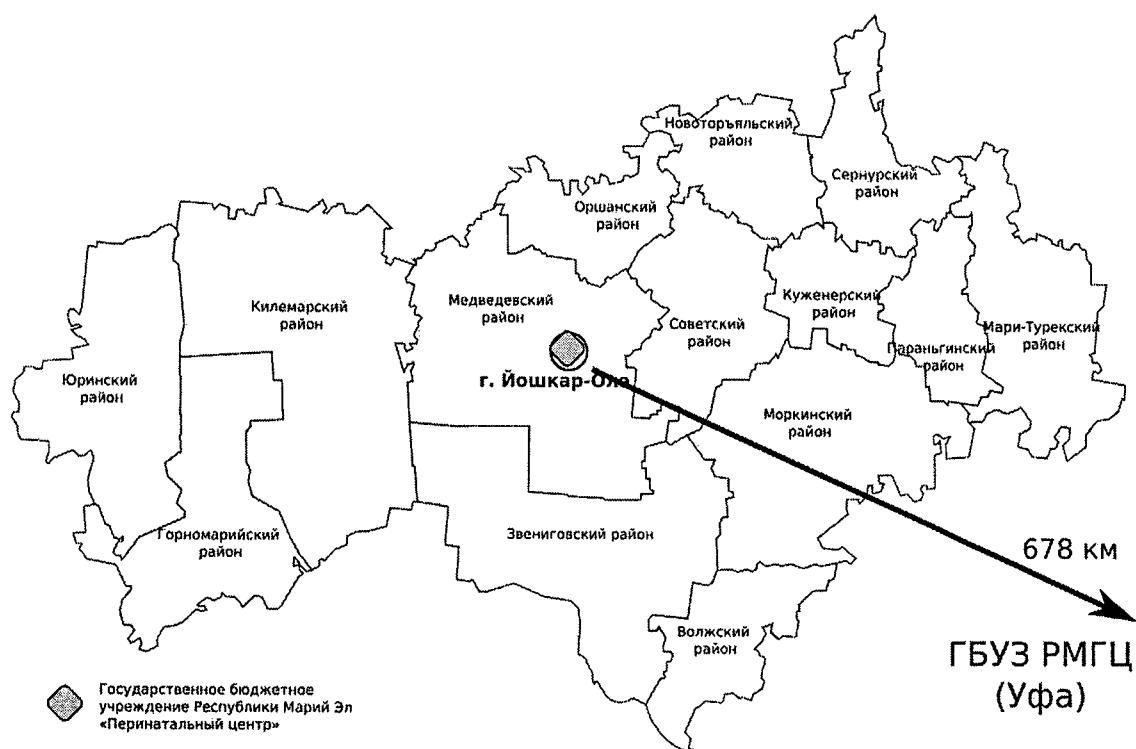 Новоторъяльский
район
Сернурский
район
Оршанский
район
Килемарский
район
Медведевский
район
Куженерский
район
Советский
район
Мари-Турекский
район
Параньгинский
район
Юринский
район
г. Йошкар-Ола
Моркинский
район
Горномарийский
район
Звениговский район
678 км
Волжский
район
ГБУЗ РМГЦ
(Уфа)
Государственное бюджетное
учреждение Республики Марий Эл
«Перинатальный центр»